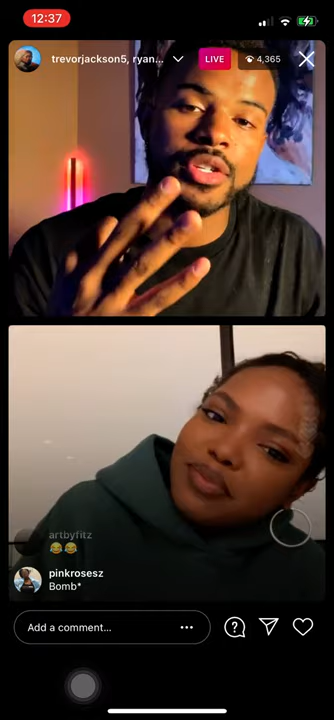 12:37
trevorjackson5, ryan...
LIVE
4,365
artbyfitz
😂😂
pinkrosesz
Bomb*
Add a comment...